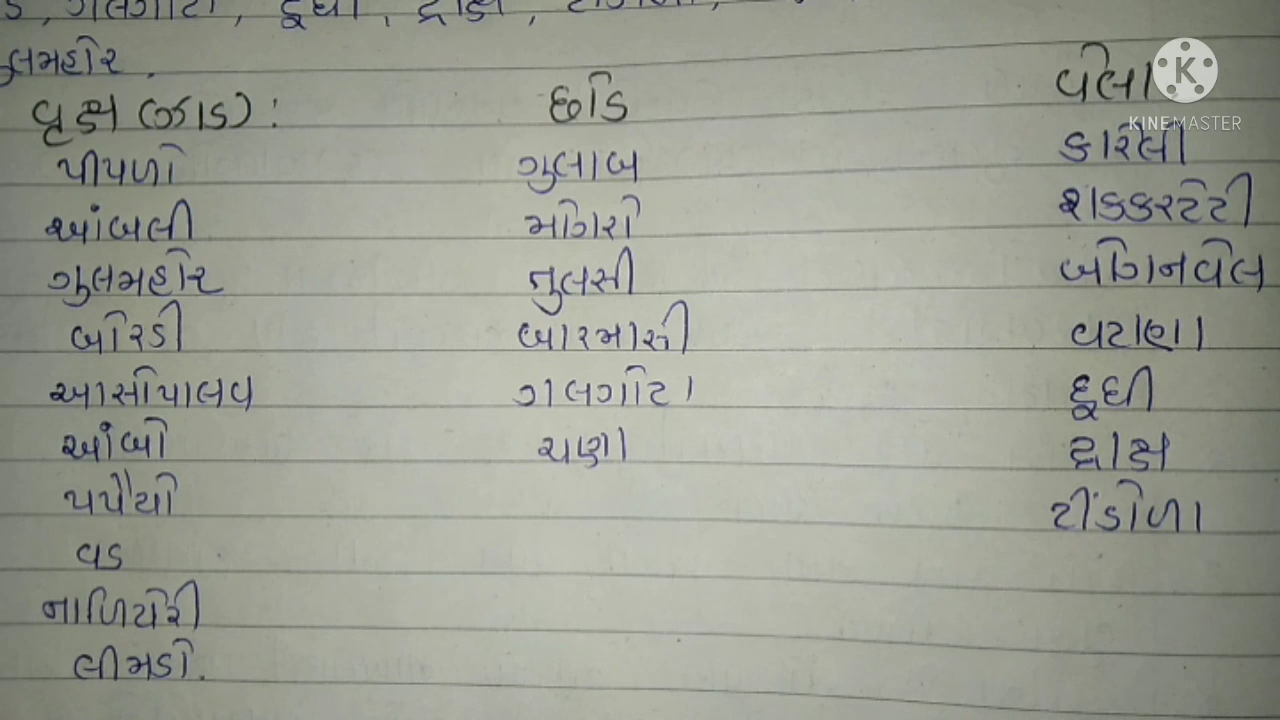 ગલગોટા, દૂધી, દ્રાક્ષ,
ગુલમહોર.
વૃક્ષ (ઝાડ): છોડ વેલા
પીપળો ગુલાબ કારેલી
આંબલી મોગરો શક્કરટેટી
ગુલમહોર તુલસી બોગનવેલ
બોરડી બારમાસી વટાણા
આસોપાલવ ગલગોટા દૂધી
આંબો ચણા દ્રાક્ષ
પપૈયો ટીંડોળા
વડ
નાળિયેરી
લીમડો.
KINEMASTER